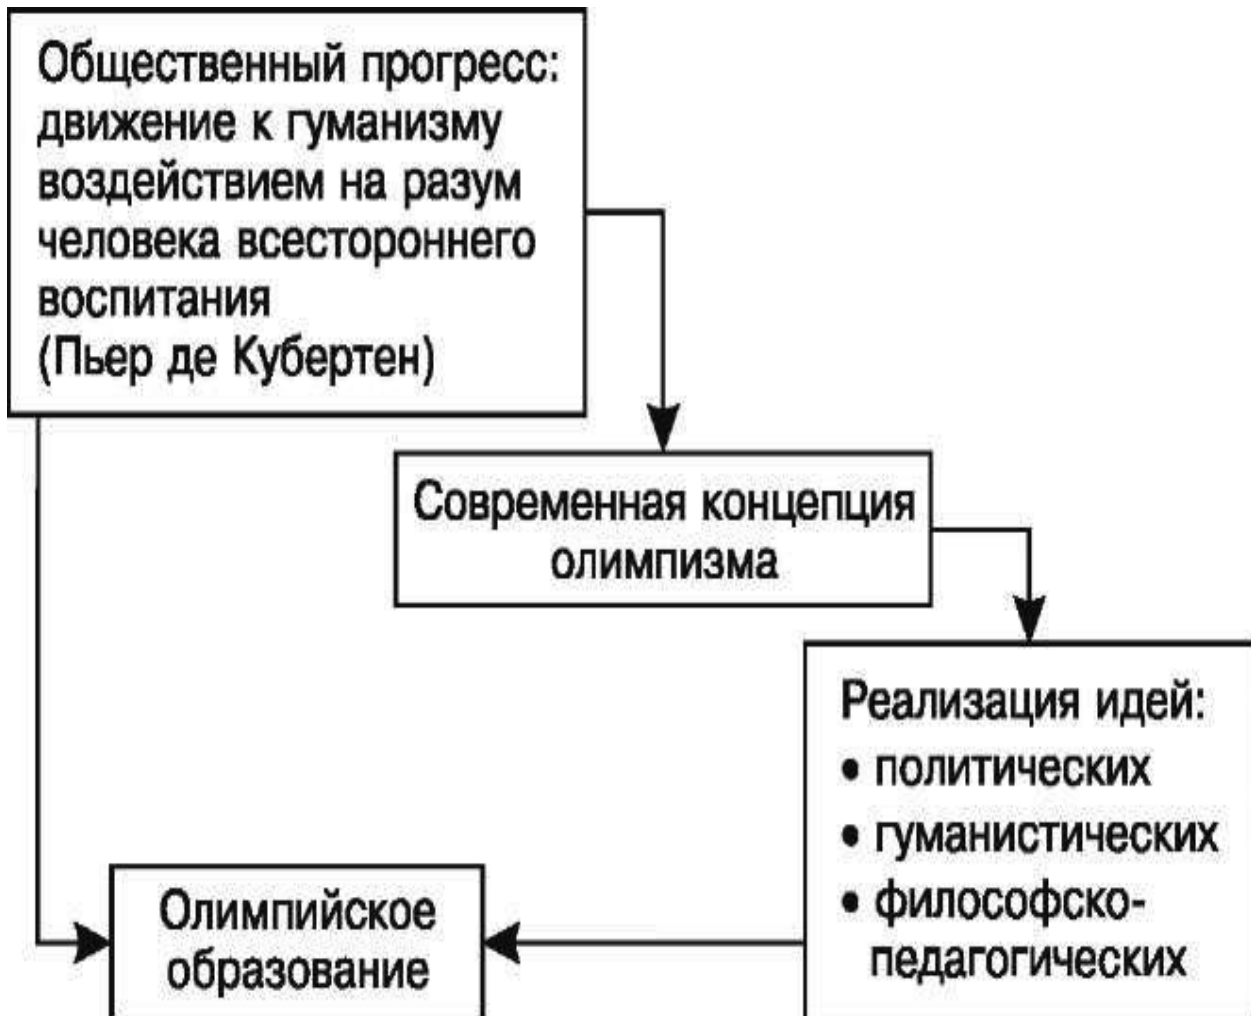 Общественный прогресс:
движение к гуманизму
воздействием на разум
человека всестороннего
воспитания
(Пьер де Кубертен)
Современная концепция
олимпизма
Реализация идей:
• политических
• гуманистических
• философско-
педагогических
Олимпийское
образование